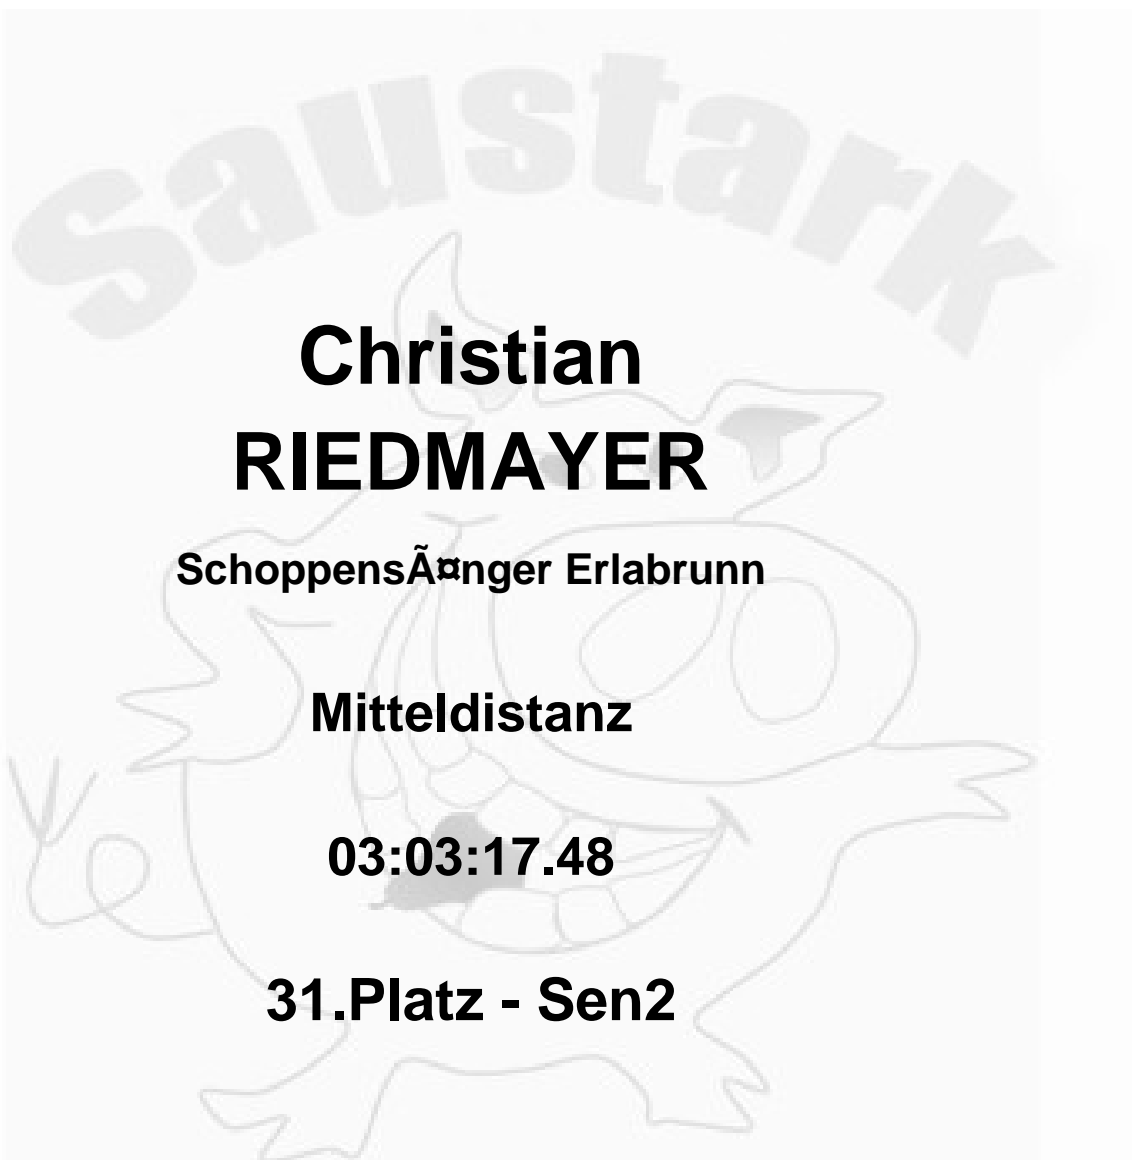 Saustark
Christian
RIEDMAYER
SchoppensÃ¤nger Erlabrunn
Mitteldistanz
03:03:17.48
31.Platz - Sen2